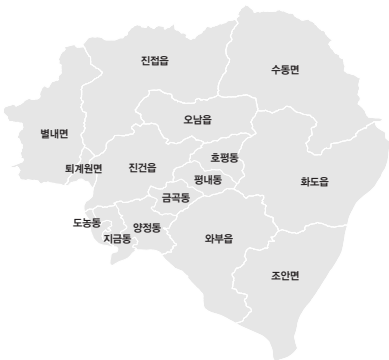 진접읍
수동면
오남읍
별내면
호평동
퇴계원면
진건읍
평내동
화도읍
금곡동
도농동
양정동
지금동
와부읍
조안면